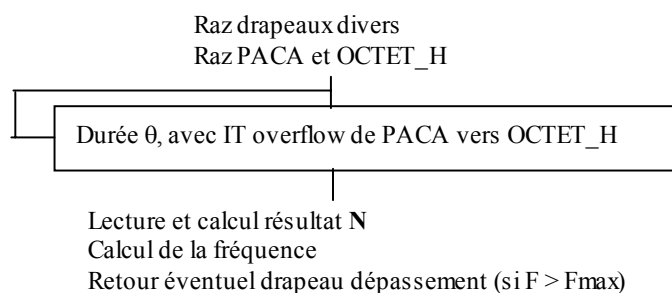 Raz drapeaux divers
Raz PACA et OCTET_H
Durée θ, avec IT overflow de PACA vers OCTET_H
Lecture et calcul résultat N
Calcul de la fréquence
Retour éventuel drapeau dépassement (si F > Fmax)